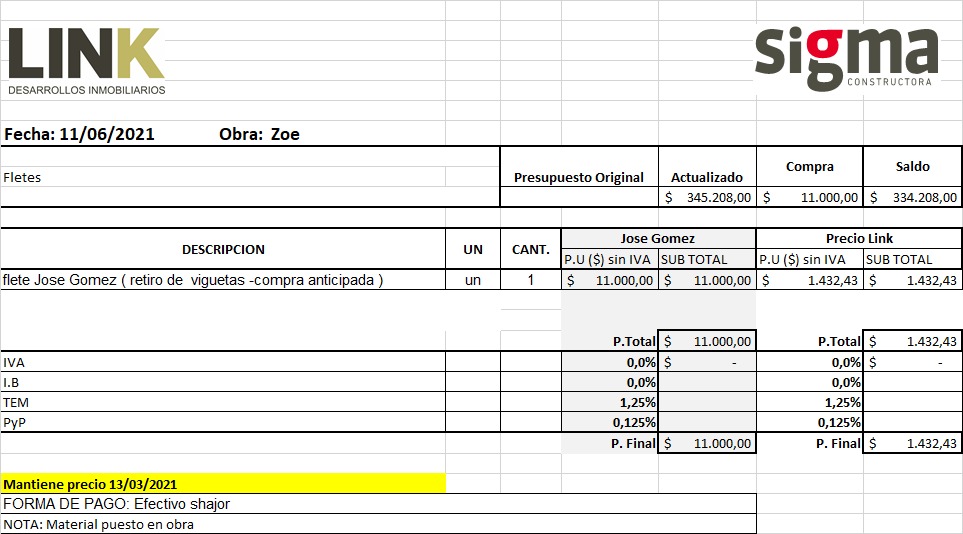 LINK
DESARROLLOS INMOBILIARIOS
sigma
CONSTRUCTORA
Fecha: 11/06/2021 Obra: Zoe
Fletes Presupuesto Original Actualizado Compra Saldo
$ 345.208,00 $ 11.000,00 $ 334.208,00
DESCRIPCION UN CANT. Jose Gomez Precio Link
P.U ($) sin IVA SUB TOTAL P.U ($) sin IVA SUB TOTAL
flete Jose Gomez ( retiro de viguetas -compra anticipada ) un 1 $ 11.000,00 $ 11.000,00 $ 1.432,43 $ 1.432,43
P.Total $ 11.000,00 P.Total $ 1.432,43
IVA 0,0% $ - 0,0% $ -
I.B 0,0% 0,0%
TEM 1,25% 1,25%
PyP 0,125% 0,125%
P. Final $ 11.000,00 P. Final $ 1.432,43
Mantiene precio 13/03/2021
FORMA DE PAGO: Efectivo shajor
NOTA: Material puesto en obra